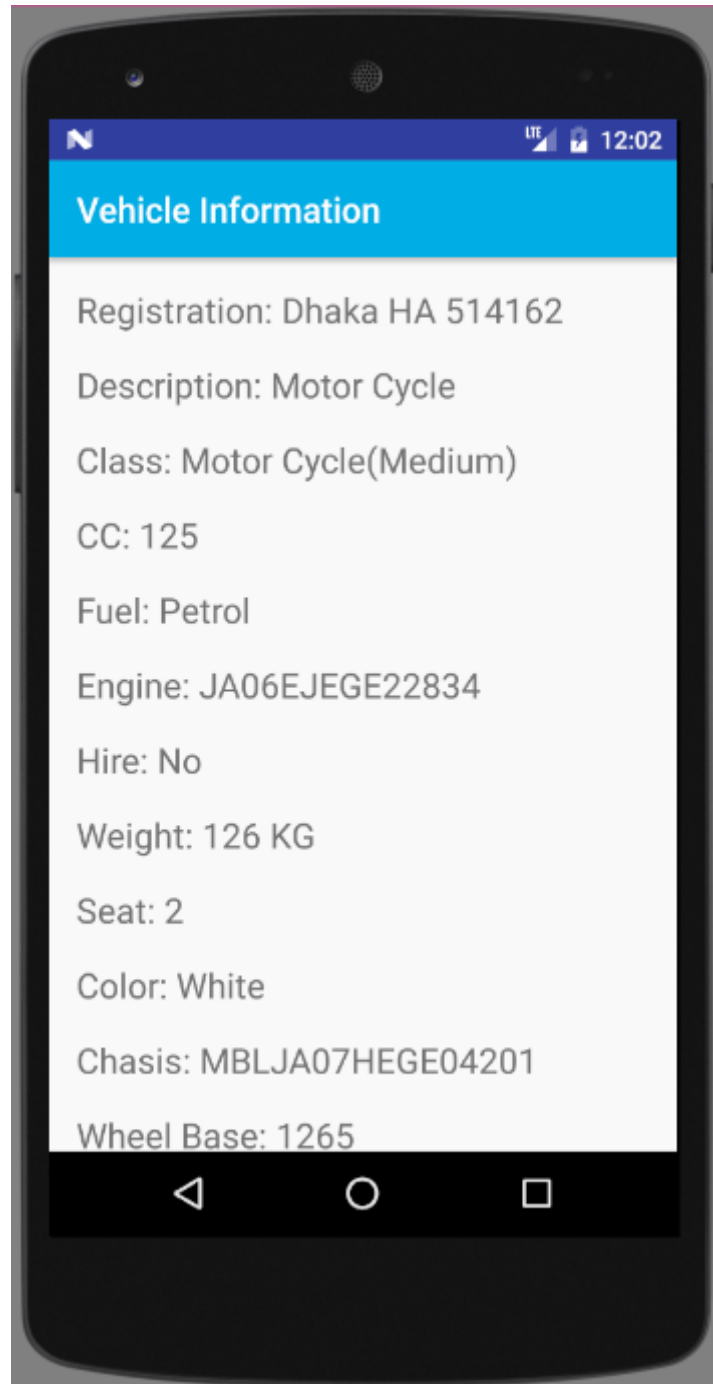 LTE 12:02
Vehicle Information
Registration: Dhaka HA 514162
Description: Motor Cycle
Class: Motor Cycle(Medium)
CC: 125
Fuel: Petrol
Engine: JA06EJEGE22834
Hire: No
Weight: 126 KG
Seat: 2
Color: White
Chasis: MBLJA07HEGE04201
Wheel Base: 1265